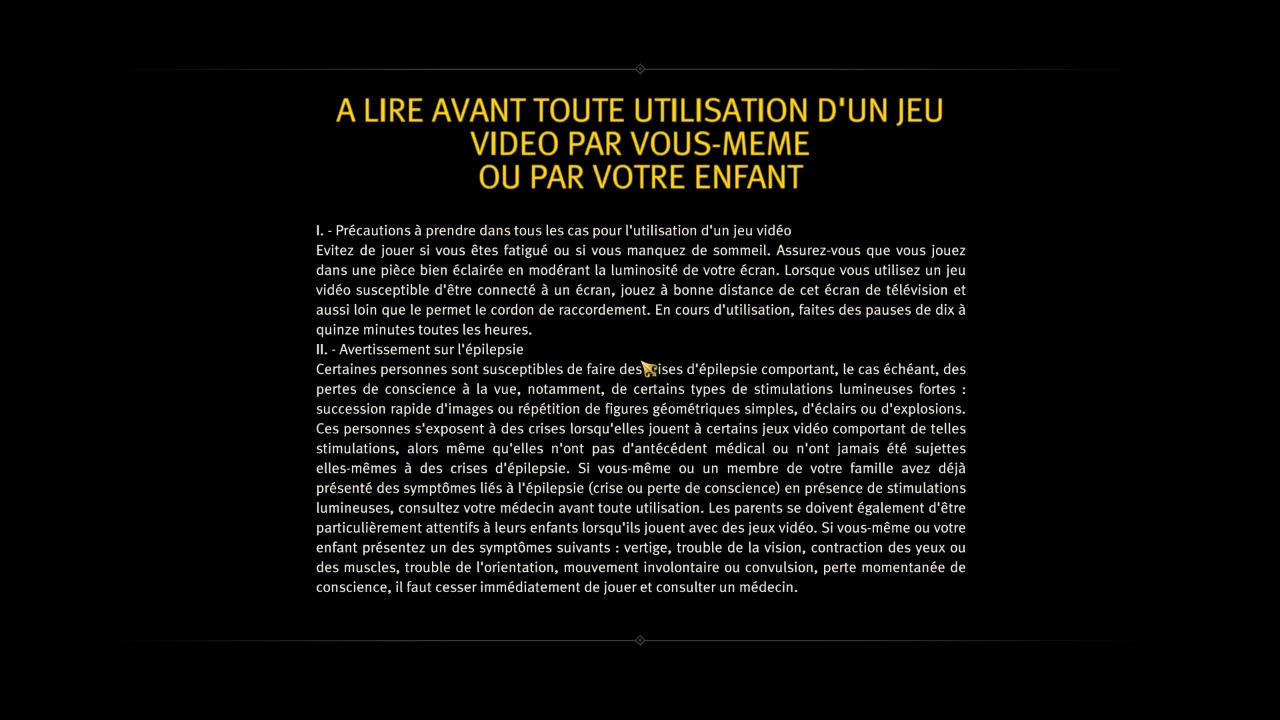 A LIRE AVANT TOUTE UTILISATION D'UN JEU
VIDEO PAR VOUS-MEME
OU PAR VOTRE ENFANT
I. - Précautions à prendre dans tous les cas pour l'utilisation d'un jeu vidéo
Evitez de jouer si vous êtes fatigué ou si vous manquez de sommeil. Assurez-vous que vous jouez
dans une pièce bien éclairée en modérant la luminosité de votre écran. Lorsque vous utilisez un jeu
vidéo susceptible d'être connecté à un écran, jouez à bonne distance de cet écran de télévision et
aussi loin que le permet le cordon de raccordement. En cours d'utilisation, faites des pauses de dix à
quinze minutes toutes les heures.
II. - Avertissement sur l'épilepsie
Certaines personnes sont susceptibles de faire des crises d'épilepsie comportant, le cas échéant, des
pertes de conscience à la vue, notamment, de certains types de stimulations lumineuses fortes :
succession rapide d'images ou répétition de figures géométriques simples, d'éclairs ou d'explosions.
Ces personnes s'exposent à des crises lorsqu'elles jouent à certains jeux vidéo comportant de telles
stimulations, alors même qu'elles n'ont pas d'antécédent médical ou n'ont jamais été sujettes
elles-mêmes à des crises d'épilepsie. Si vous-même ou un membre de votre famille avez déjà
présenté des symptômes liés à l'épilepsie (crise ou perte de conscience) en présence de stimulations
lumineuses, consultez votre médecin avant toute utilisation. Les parents se doivent également d'être
particulièrement attentifs à leurs enfants lorsqu'ils jouent avec des jeux vidéo. Si vous-même ou votre
enfant présentez un des symptômes suivants : vertige, trouble de la vision, contraction des yeux ou
des muscles, trouble de l'orientation, mouvement involontaire ou convulsion, perte momentanée de
conscience, il faut cesser immédiatement de jouer et consulter un médecin.